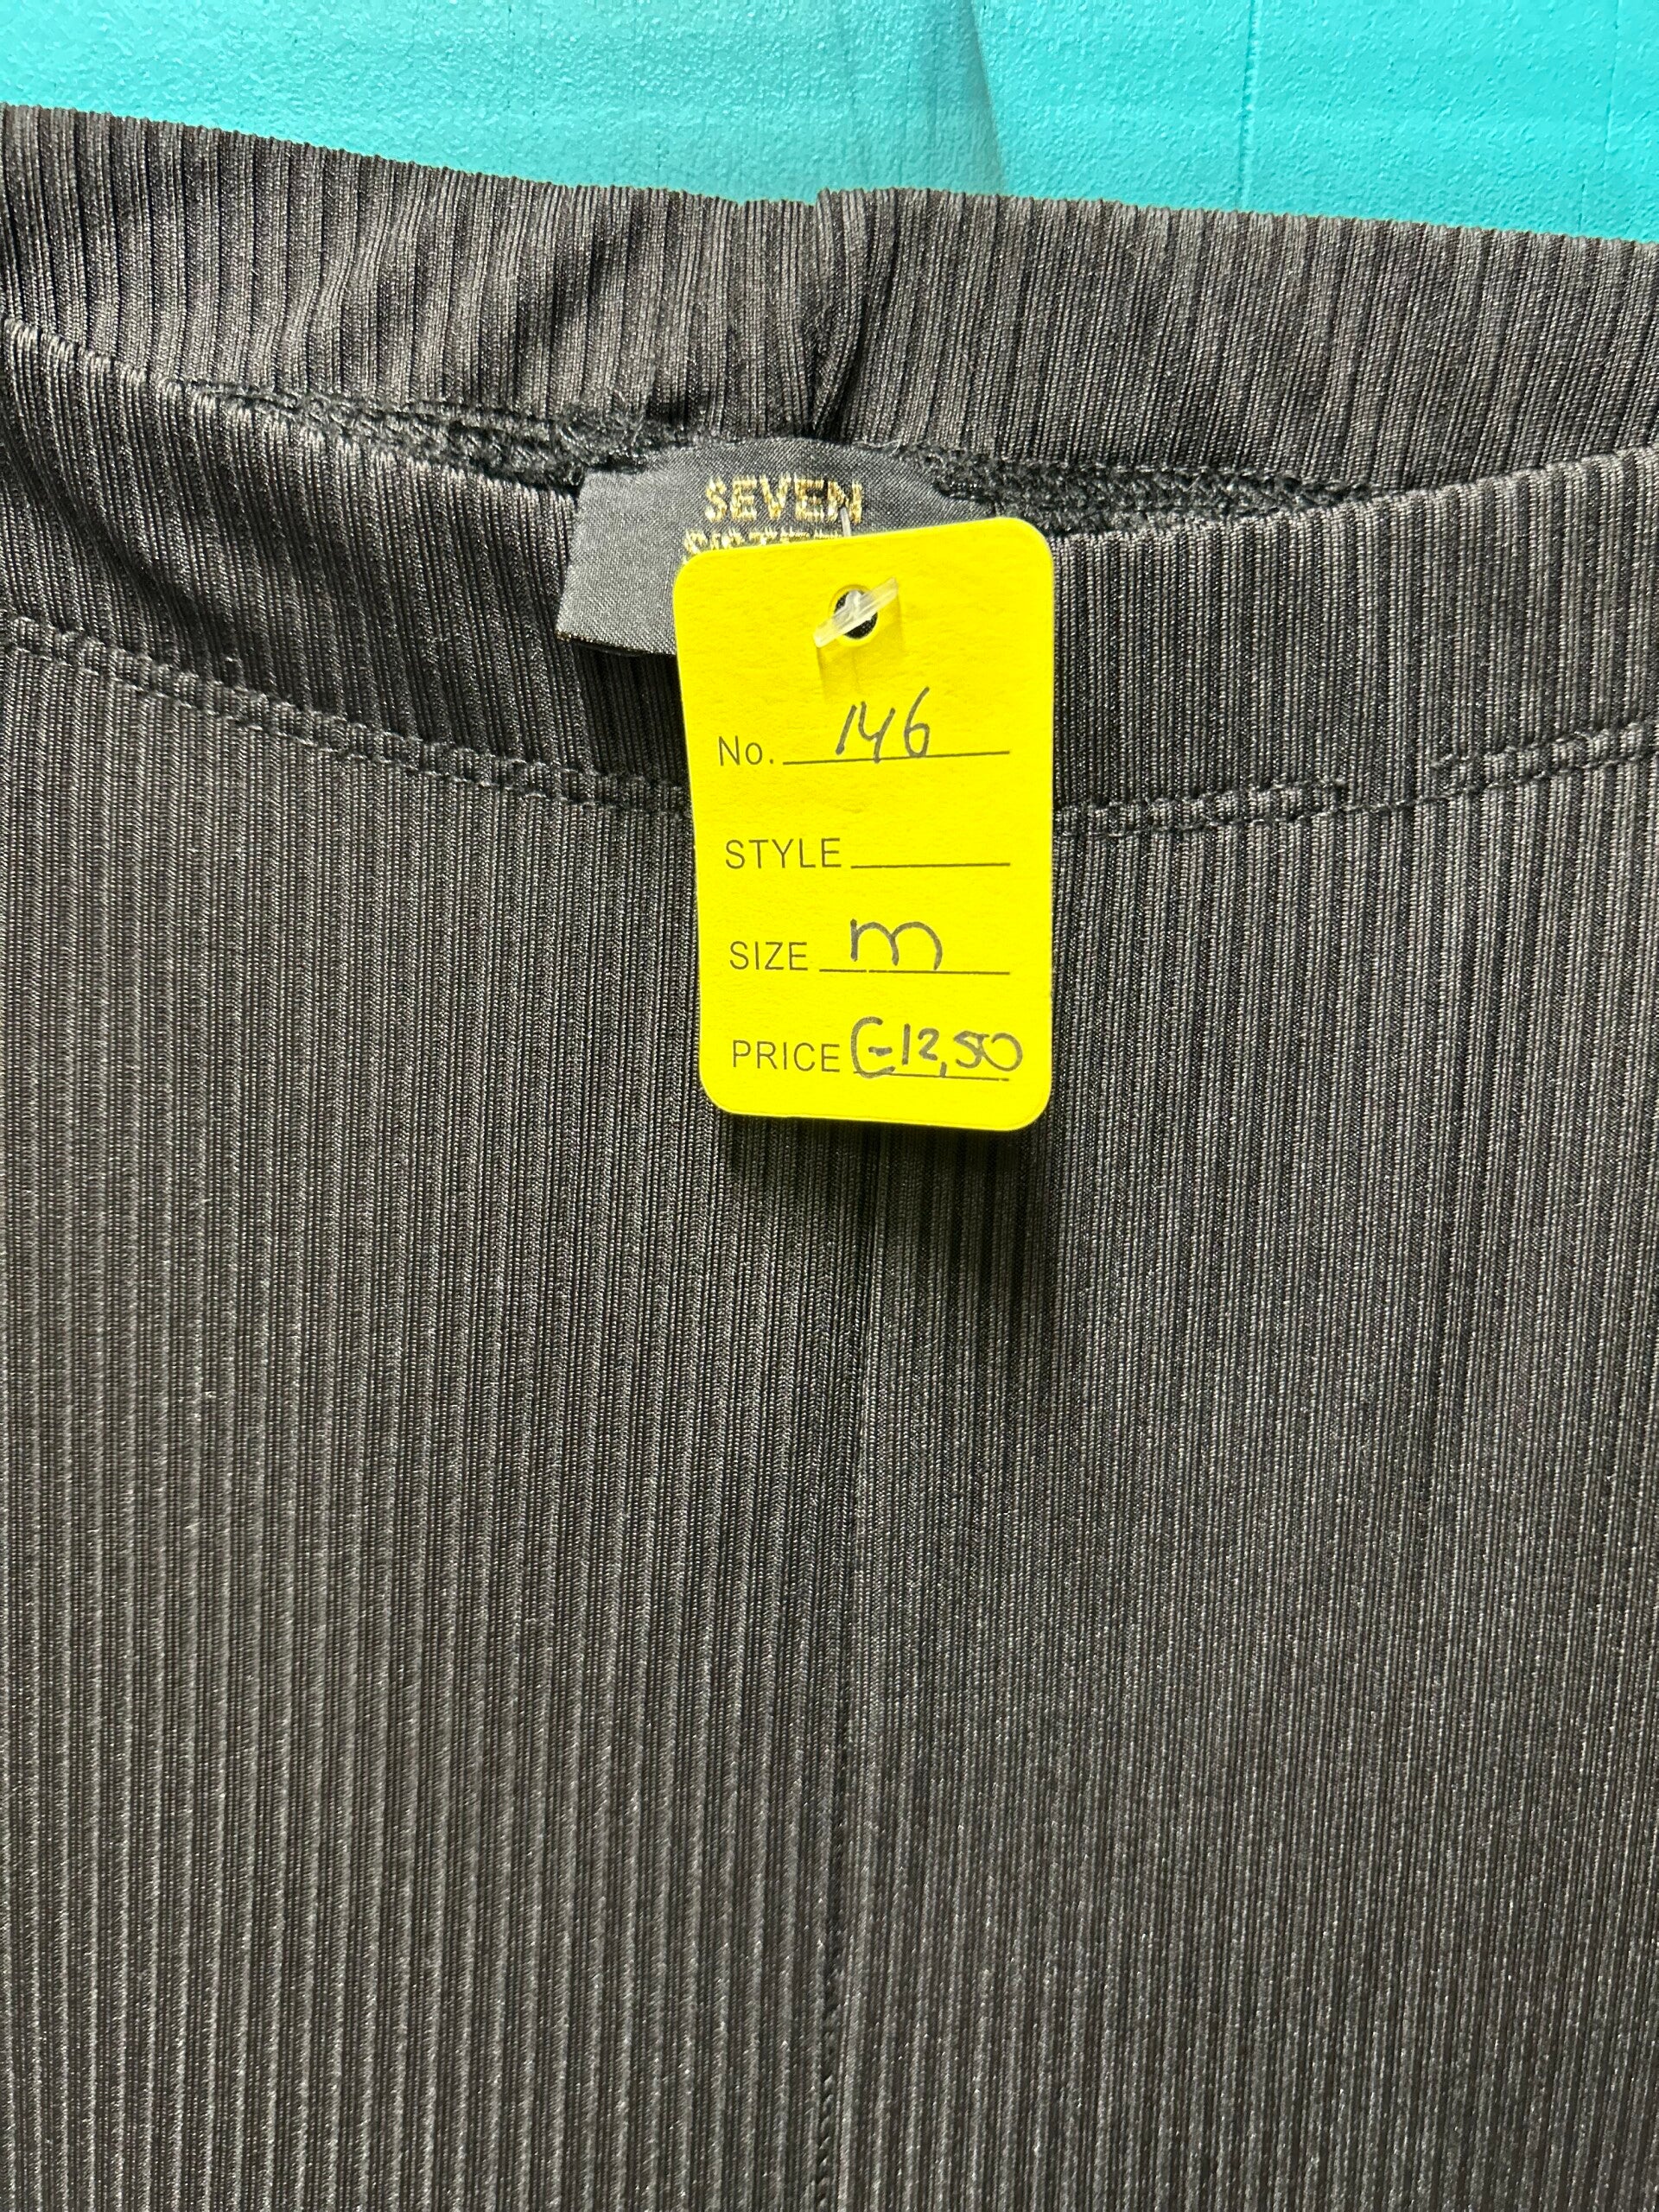 SEVEN
No. 146
STYLE
SIZE m
PRICE €12,50